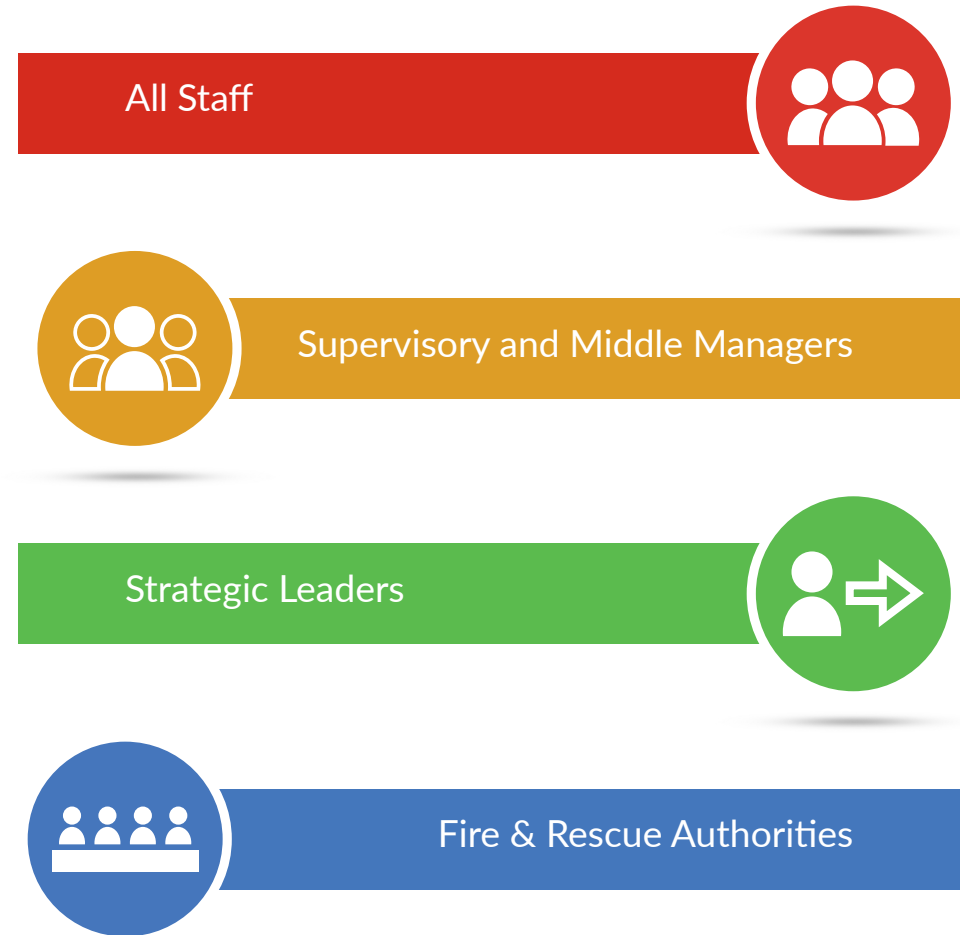 All Staff
Supervisory and Middle Managers
Strategic Leaders
Fire & Rescue Authorities